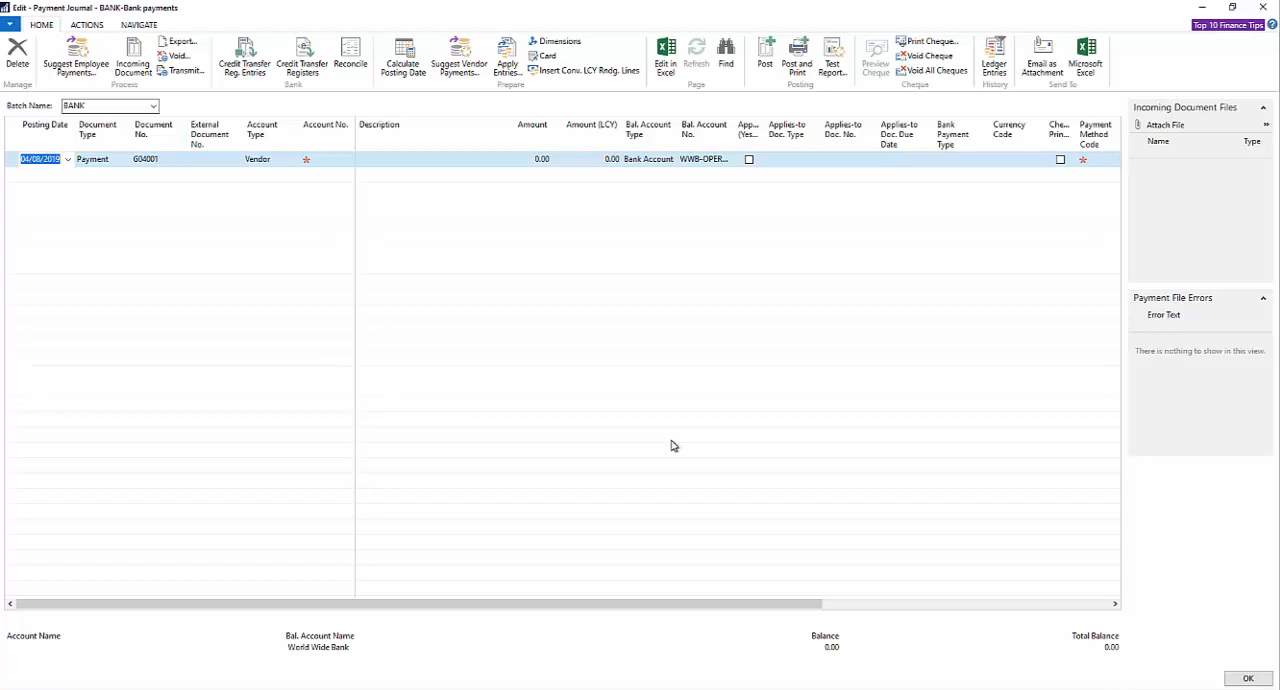 Edit - Payment Journal - BANK-Bank payments
HOME ACTIONS NAVIGATE
Top 10 Finance Tips
Delete
Manage
Suggest Employee Payments...
Incoming Document
Export...
Void...
Transmit...
Process
Credit Transfer Reg. Entries
Credit Transfer Registers
Reconcile
Bank
Calculate Posting Date
Suggest Vendor Payments...
Apply Entries...
Dimensions
Card
Insert Conv. LCY Rndg. Lines
Prepare
Edit in Excel
Refresh
Find
Page
Post
Post and Print
Test Report...
Posting
Preview Cheque
Print Cheque...
Void Cheque
Void All Cheques
Cheque
Ledger Entries
History
Email as Attachment
Microsoft Excel
Send To
Batch Name: BANK
Posting Date
Document Type
Document No.
External Document No.
Account Type
Account No.
Description
Amount
Amount (LCY)
Bal. Account Type
Bal. Account No.
App... (Yes...
Applies-to Doc. Type
Applies-to Doc. No.
Applies-to Doc. Due Date
Bank Payment Type
Currency Code
Che... Prin...
Payment Method Code
04/08/2019 Payment G04001 Vendor * 0.00 0.00 Bank Account WWB-OPER... *
Incoming Document Files
Attach File
Name Type
Payment File Errors
Error Text
There is nothing to show in this view.
Account Name
Bal. Account Name
World Wide Bank
Balance
0.00
Total Balance
0.00
OK